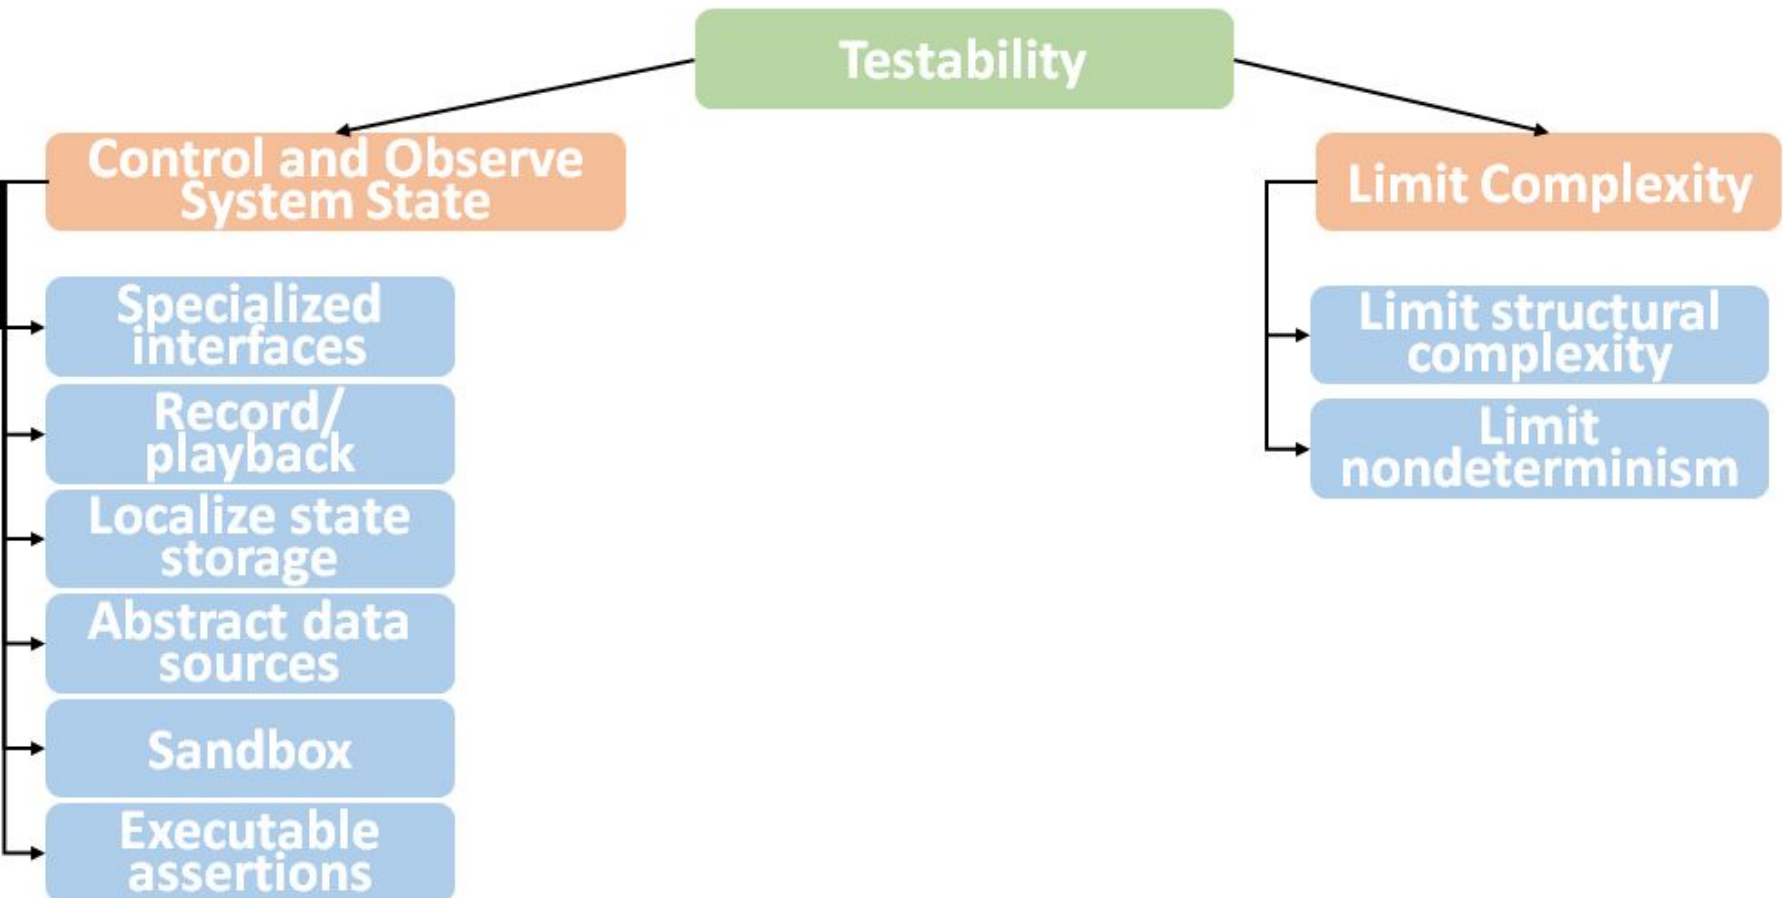 Testability
Control and Observe
System State
Specialized
interfaces
Record/
playback
Localize state
storage
Abstract data
sources
Sandbox
Executable
assertions
Limit Complexity
Limit structural
complexity
Limit
nondeterminism